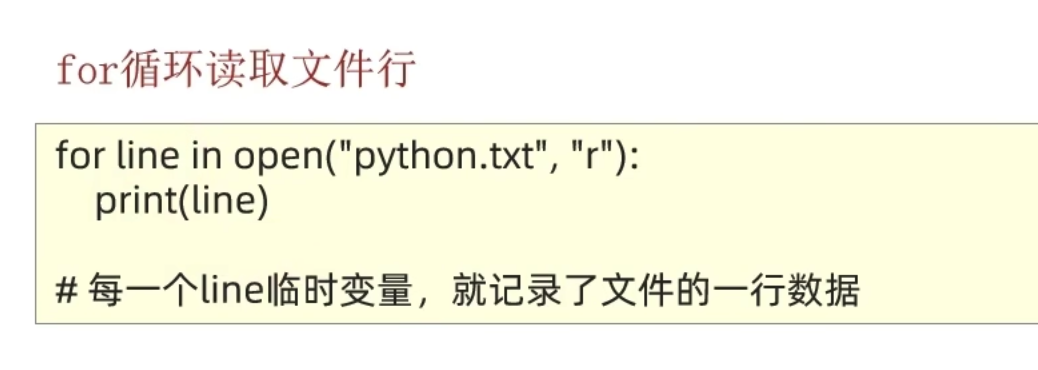 for循环读取文件行
for line in open("python.txt", "r"):
    print(line)
# 每一个line临时变量，就记录了文件的一行数据